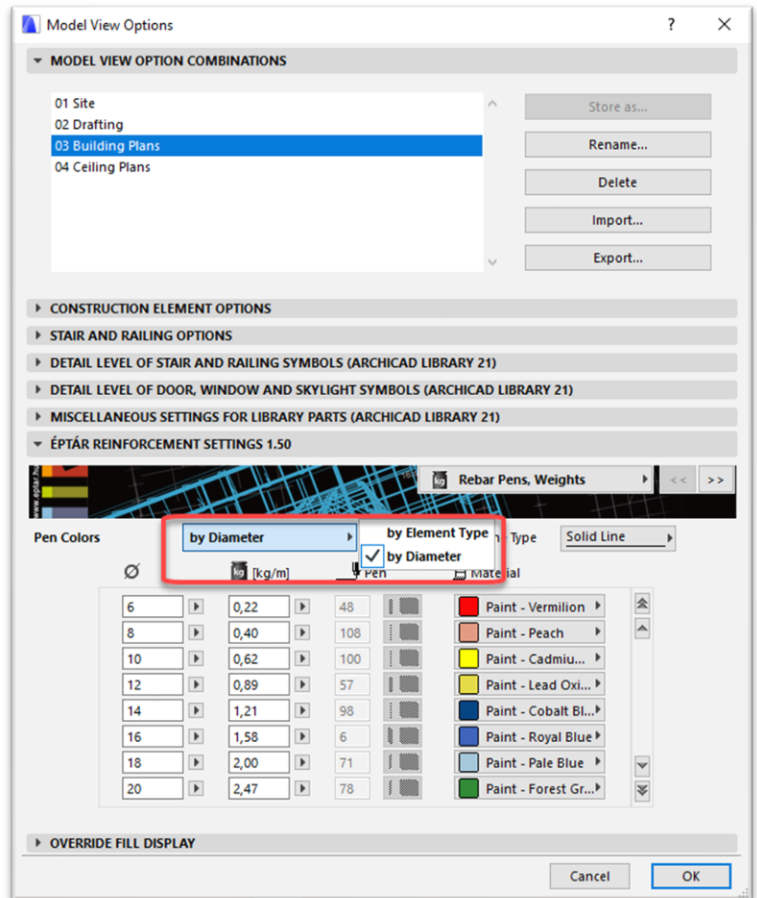 Model View Options
?
MODEL VIEW OPTION COMBINATIONS
01 Site
02 Drafting
03 Building Plans
04 Ceiling Plans
Store as...
Rename...
Delete
Import...
Export...
CONSTRUCTION ELEMENT OPTIONS
STAIR AND RAILING OPTIONS
DETAIL LEVEL OF STAIR AND RAILING SYMBOLS (ARCHICAD LIBRARY 21)
DETAIL LEVEL OF DOOR, WINDOW AND SKYLIGHT SYMBOLS (ARCHICAD LIBRARY 21)
MISCELLANEOUS SETTINGS FOR LIBRARY PARTS (ARCHICAD LIBRARY 21)
ÉPTÁR REINFORCEMENT SETTINGS 1.50
www.eptar.hu
kg Rebar Pens, Weights << >>
Pen Colors by Diameter by Element Type Type Solid Line
by Diameter
Ø kg [kg/m] Pen Material
6 0,22 48 Paint - Vermilion
8 0,40 108 Paint - Peach
10 0,62 100 Paint - Cadmiu...
12 0,89 57 Paint - Lead Oxi...
14 1,21 98 Paint - Cobalt Bl...
16 1,58 6 Paint - Royal Blue
18 2,00 71 Paint - Pale Blue
20 2,47 78 Paint - Forest Gr...
OVERRIDE FILL DISPLAY
Cancel OK